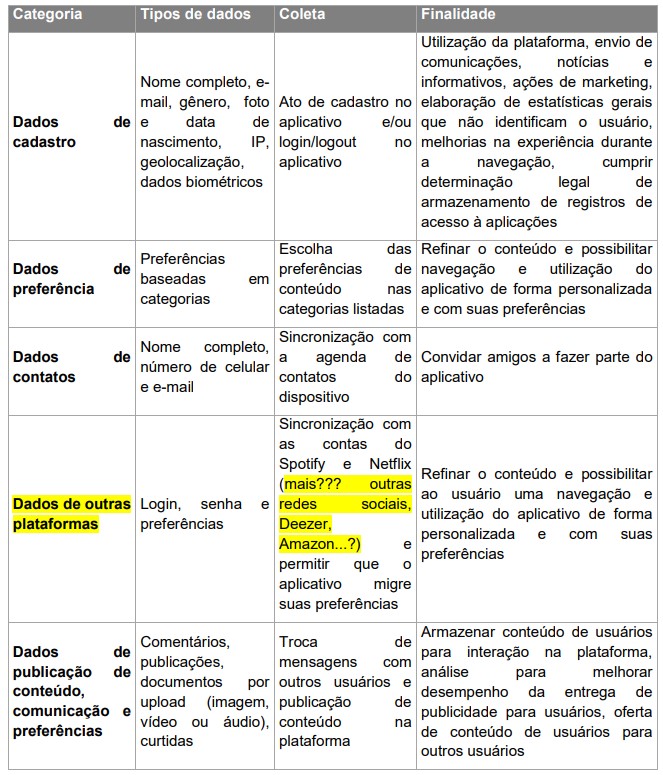 Categoria
Tipos de dados
Coleta
Finalidade
Dados de
cadastro
Nome completo, e-
mail, gênero, foto
e data de
nascimento, IP,
geolocalização,
dados biométricos
Ato de cadastro no
aplicativo e/ou
login/logout no
aplicativo
Utilização da plataforma, envio de
comunicações, notícias e
informativos, ações de marketing,
elaboração de estatísticas gerais
que não identificam o usuário,
melhorias na experiência durante
a navegação, cumprir
determinação legal de
armazenamento de registros de
acesso à aplicações
Dados de
preferência
Preferências
baseadas em
categorias
Escolha das
preferências de
conteúdo nas
categorias listadas
Refinar o conteúdo e possibilitar
navegação e utilização do
aplicativo de forma personalizada
e com suas preferências
Dados de
contatos
Nome completo,
número de celular
e e-mail
Sincronização com
a agenda de
contatos do
dispositivo
Convidar amigos a fazer parte do
aplicativo
Dados de outras
plataformas
Login, senha e
preferências
Sincronização com
as contas do
Spotify e Netflix
(mais??? outras
redes sociais,
Deezer,
Amazon...?) e
permitir que o
aplicativo migre
suas preferências
Refinar o conteúdo e possibilitar
ao usuário uma navegação e
utilização do aplicativo de forma
personalizada e com suas
preferências
Dados de
publicação de
conteúdo,
comunicação e
preferências
Comentários,
publicações,
documentos por
upload (imagem,
vídeo ou áudio),
curtidas
Troca de
mensagens com
outros usuários e
publicação de
conteúdo na
plataforma
Armazenar conteúdo de usuários
para interação na plataforma,
análise para melhorar
desempenho da entrega de
publicidade para usuários, oferta
de conteúdo de usuários para
outros usuários